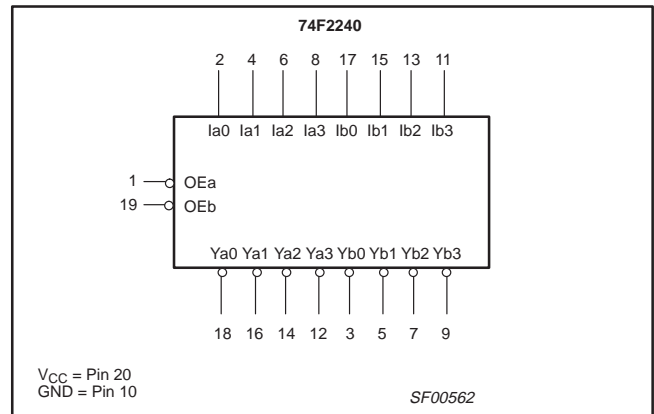 74F2240
2 4 6 8 17 15 13 11
Ia0 Ia1 Ia2 Ia3 Ib0 Ib1 Ib2 Ib3
1 OEa
19 OEb
Ya0 Ya1 Ya2 Ya3 Yb0 Yb1 Yb2 Yb3
18 16 14 12 3 5 7 9
VCC = Pin 20
GND = Pin 10
SF00562